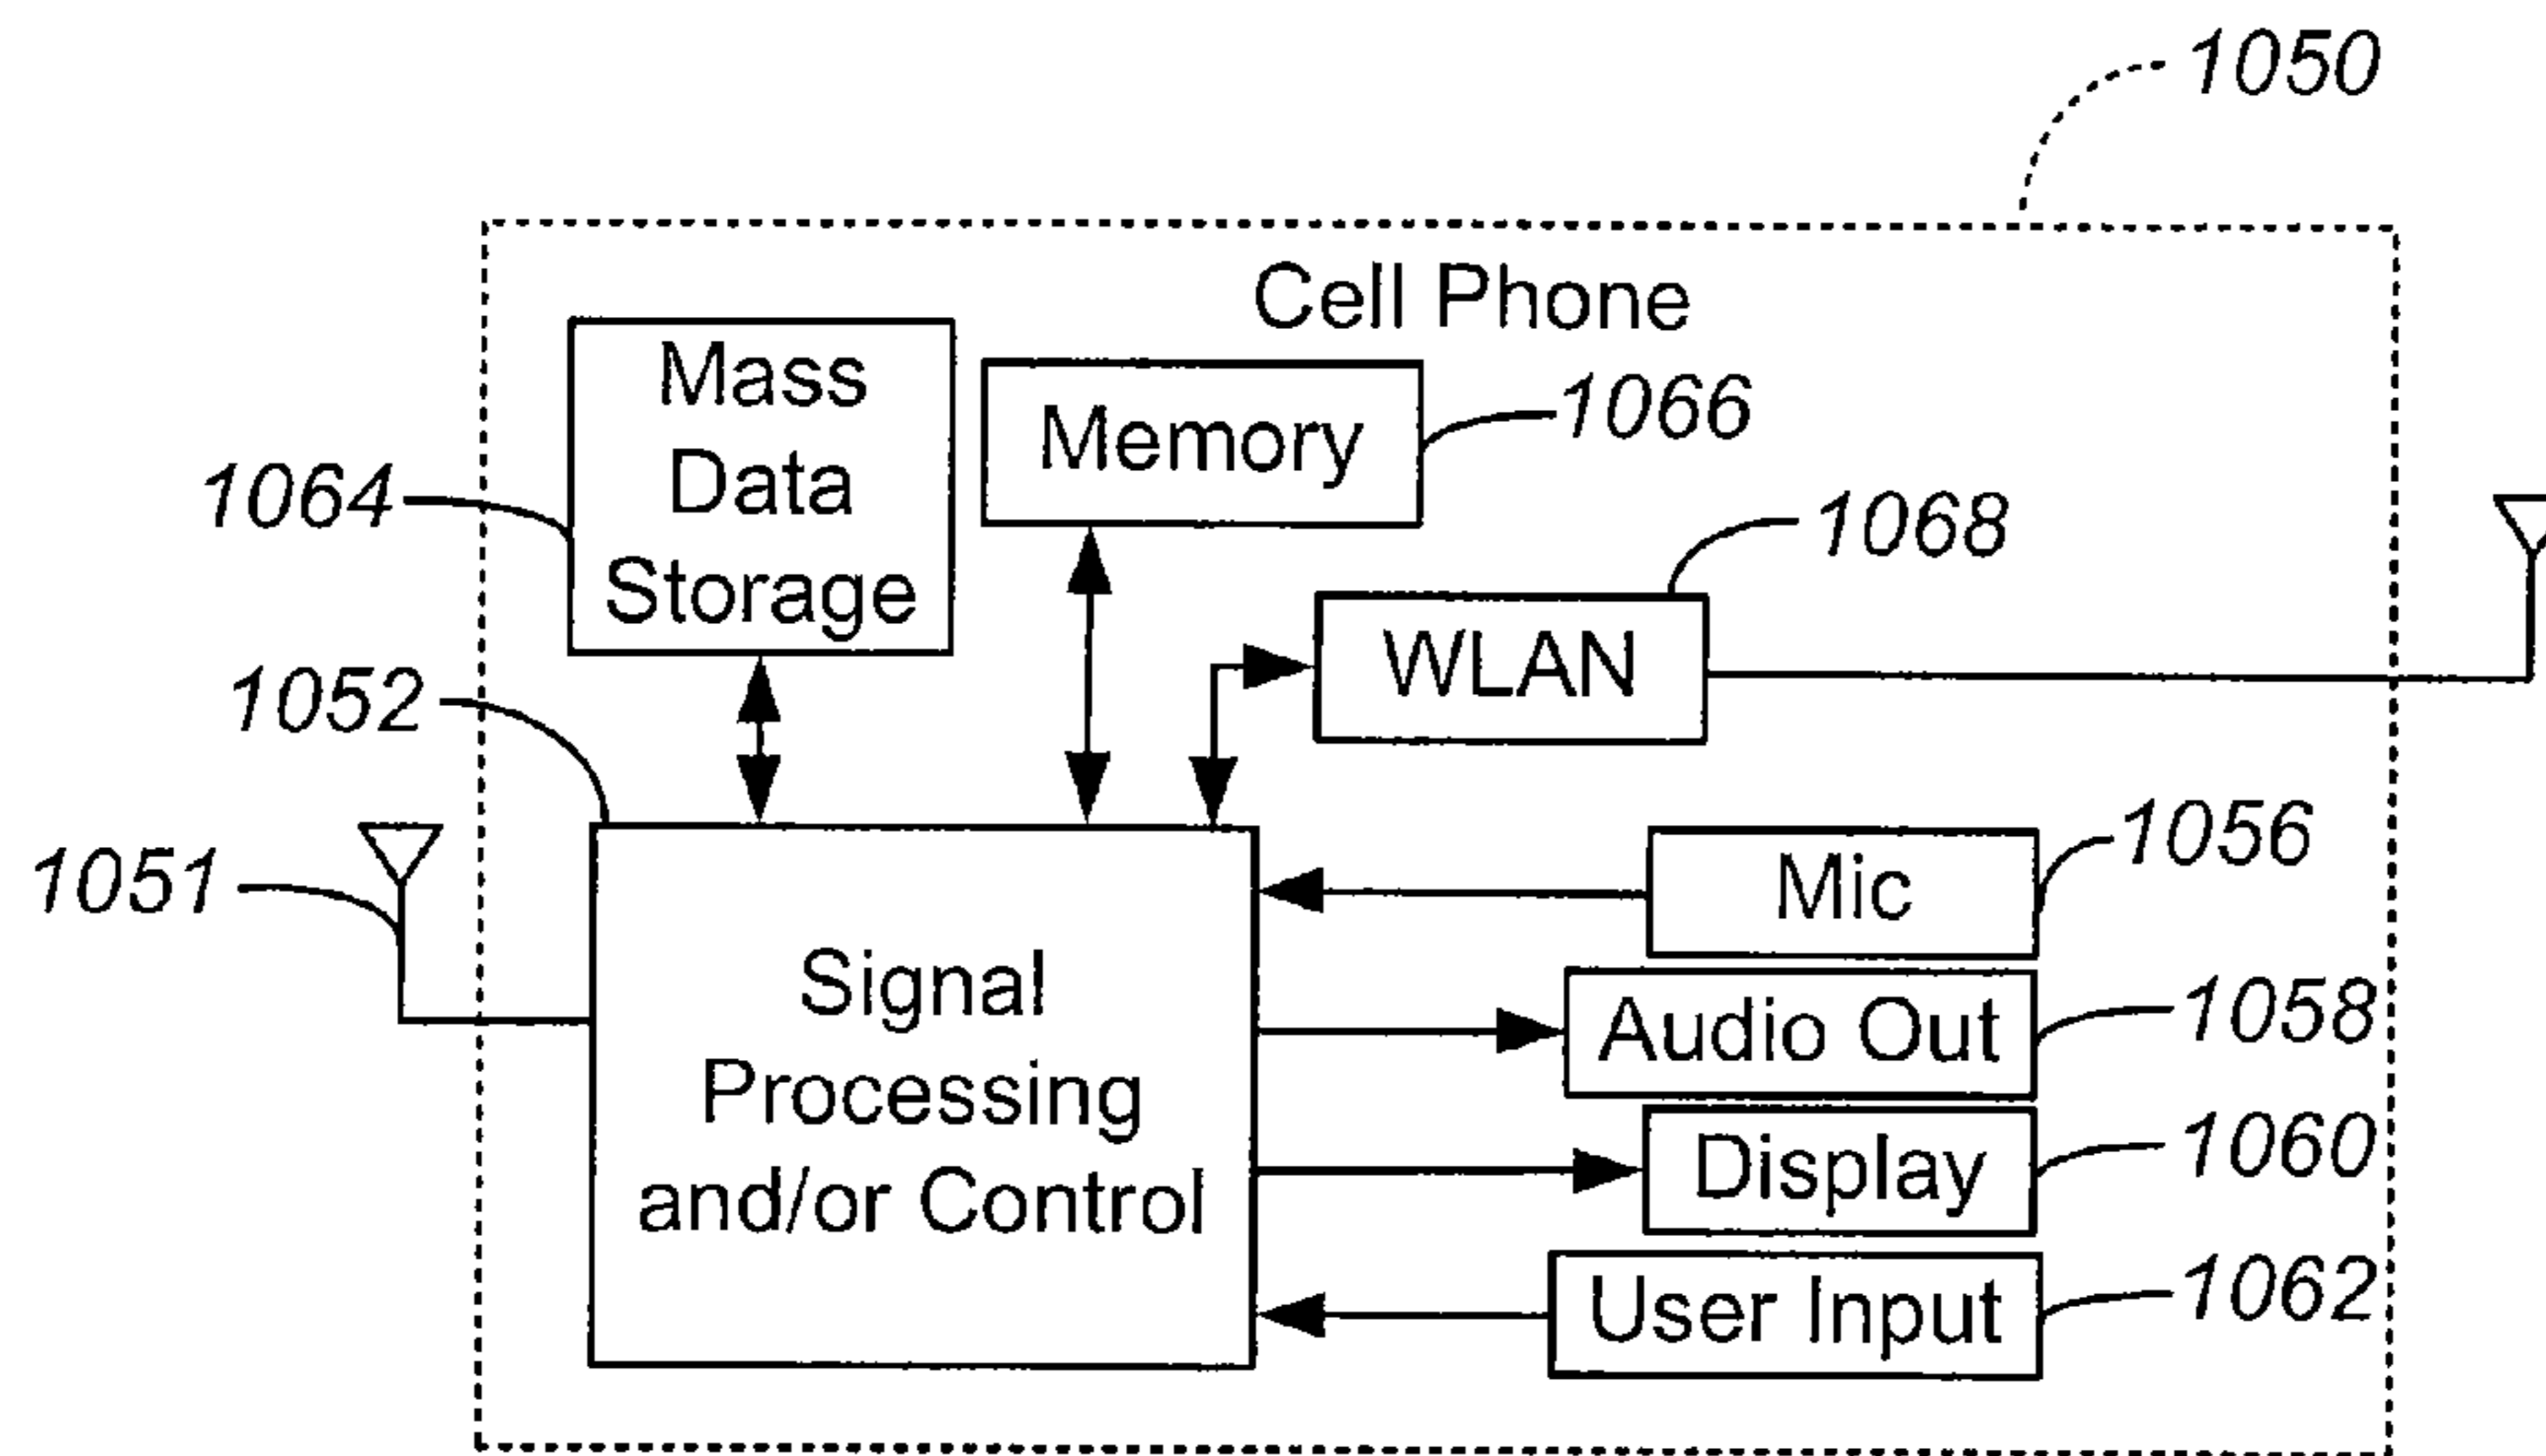 1050
Cell Phone
Mass
Data
Storage
1064
Memory
1066
WLAN
1068
1052
1051
Signal
Processing
and/or Control
Mic
1056
Audio Out
1058
Display
1060
User Input
1062